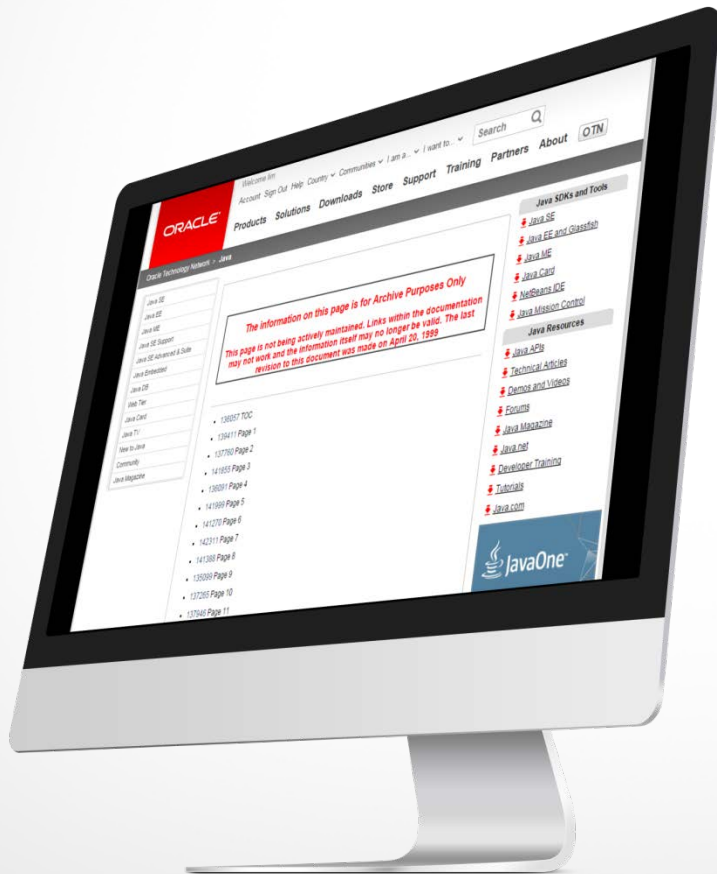 Welcome
Account Sign Out Help Country Communities I am a... I want to... Search
ORACLE
Products Solutions Downloads Store Support Training Partners About OTN
Oracle Technology Network > Java
Java SE
Java EE
Java ME
Java SE Support
Java SE Advanced & Suite
Java Embedded
Java DB
Web Tier
Java Card
Java TV
New to Java
Community
Java Magazine
The information on this page is for Archive Purposes Only
This page is not being actively maintained. Links within the documentation
may not work and the information itself may no longer be valid. The last
revision to this document was made on April 20, 1999
• 136057 TOC
• 139411 Page 1
• 137760 Page 2
• 141855 Page 3
• 136091 Page 4
• 141999 Page 5
• 141270 Page 6
• 142311 Page 7
• 141388 Page 8
• 135099 Page 9
• 137265 Page 10
• 137946 Page 11
Java SDKs and Tools
Java SE
Java EE and Glassfish
Java ME
Java Card
NetBeans IDE
Java Mission Control
Java Resources
Java APIs
Technical Articles
Demos and Videos
Forums
Java Magazine
Java.net
Developer Training
Tutorials
Java.com
JavaOne